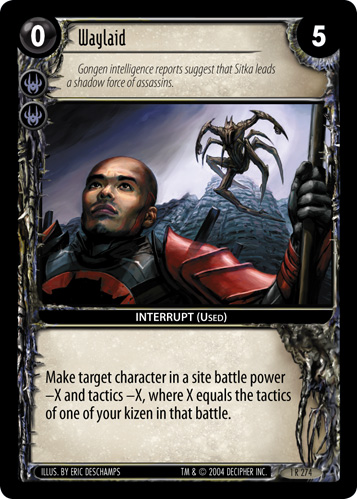 0 Waylaid 5
Gongen intelligence reports suggest that Sitka leads
a shadow force of assassins.
INTERRUPT (USED)
Make target character in a site battle power
–X and tactics –X, where X equals the tactics
of one of your kizen in that battle.
ILLUS. BY ERIC DESCHAMPS TM & © 2004 DECIPHER INC. 1 R 274